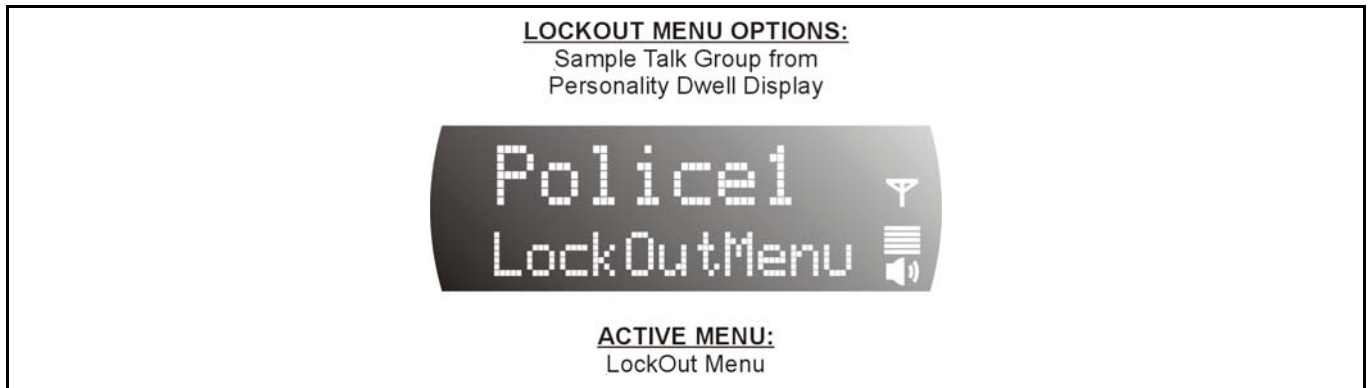 LOCKOUT MENU OPTIONS:
Sample Talk Group from
Personality Dwell Display
Police1
LockOutMenu
ACTIVE MENU:
LockOut Menu